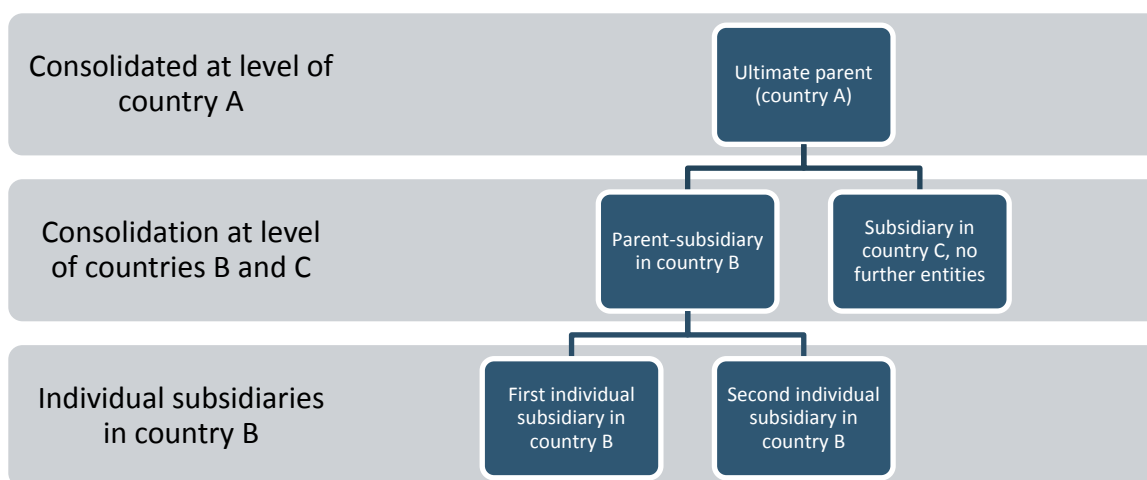 Consolidated at level of
country A
Ultimate parent
(country A)
Consolidation at level
of countries B and C
Parent-subsidiary
in country B
Subsidiary in
country C, no
further entities
Individual subsidiaries
in country B
First individual
subsidiary in
country B
Second individual
subsidiary in
country B